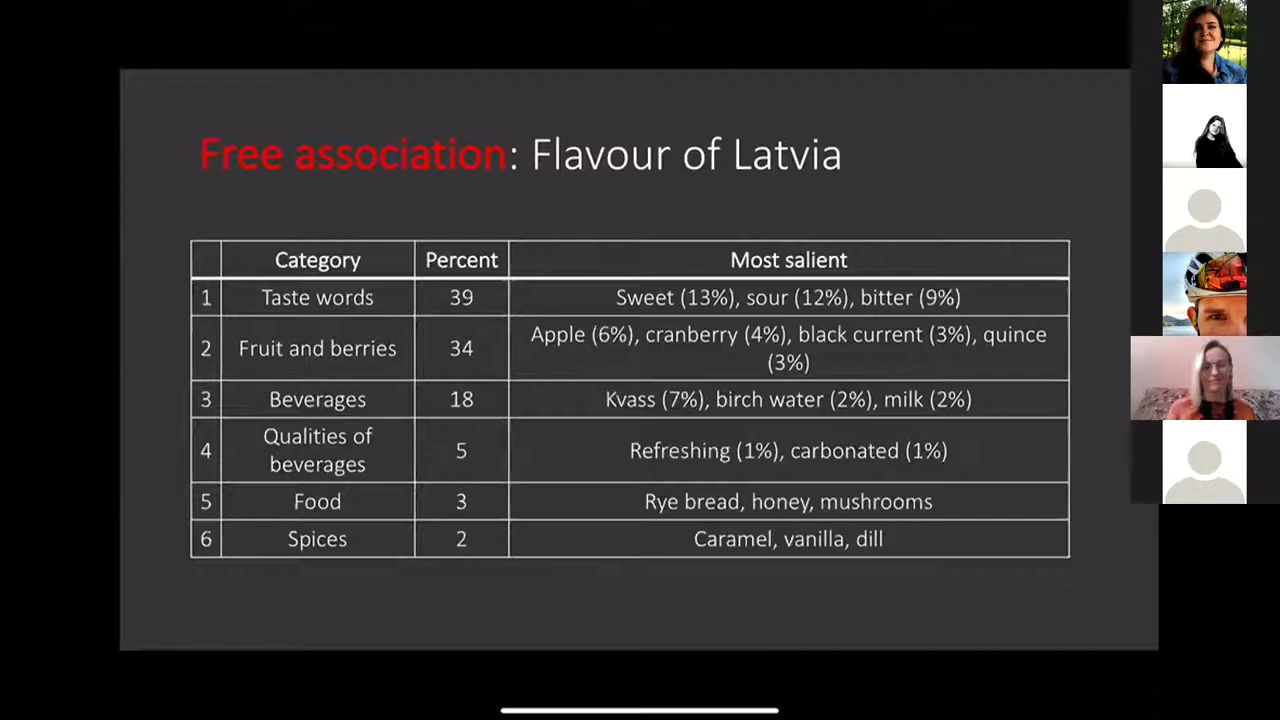 Free association: Flavour of Latvia
Category Percent Most salient
1 Taste words 39 Sweet (13%), sour (12%), bitter (9%)
2 Fruit and berries 34 Apple (6%), cranberry (4%), black current (3%), quince
(3%)
3 Beverages 18 Kvass (7%), birch water (2%), milk (2%)
4 Qualities of
beverages 5 Refreshing (1%), carbonated (1%)
5 Food 3 Rye bread, honey, mushrooms
6 Spices 2 Caramel, vanilla, dill